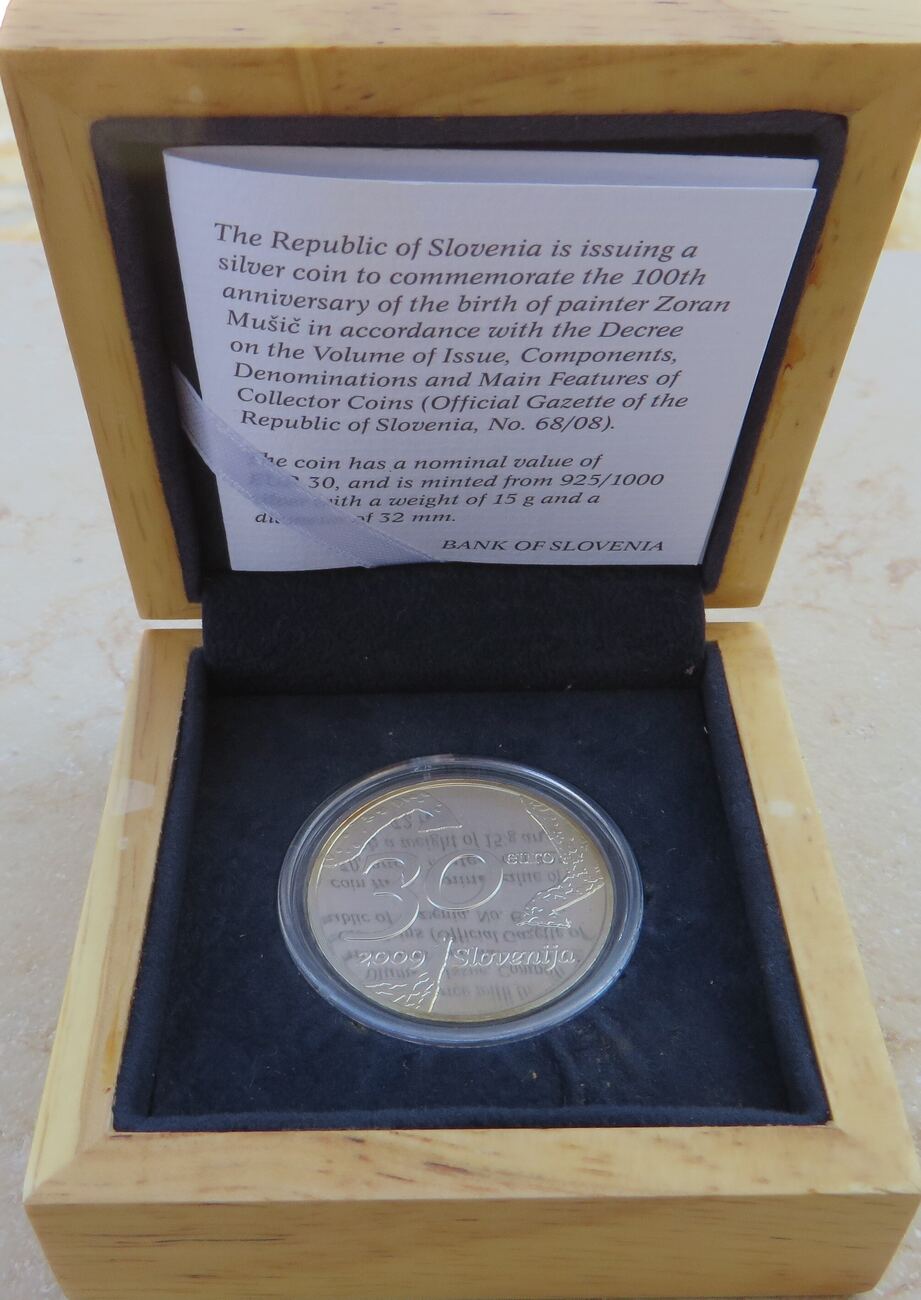 The Republic of Slovenia is issuing a
silver coin to commemorate the 100th
anniversary of the birth of painter Zoran
Mušič in accordance with the Decree
on the Volume of Issue, Components,
Denominations and Main Features of
Collector Coins (Official Gazette of the
Republic of Slovenia, No. 68/08).
The coin has a nominal value of
EUR 30, and is minted from 925/1000
with a weight of 15 g and a
diameter of 32 mm.
BANK OF SLOVENIA
30 euro
2009 Slovenija